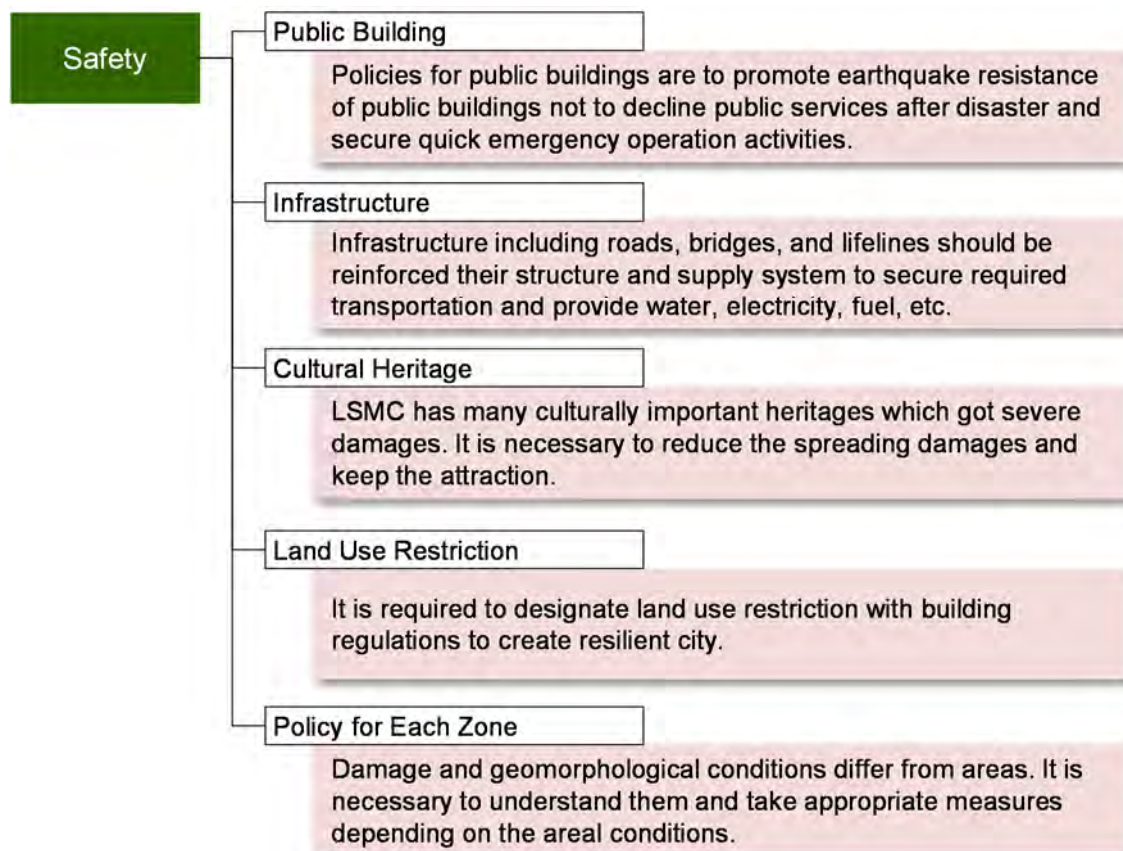 Safety
Public Building
Policies for public buildings are to promote earthquake resistance
of public buildings not to decline public services after disaster and
secure quick emergency operation activities.
Infrastructure
Infrastructure including roads, bridges, and lifelines should be
reinforced their structure and supply system to secure required
transportation and provide water, electricity, fuel, etc.
Cultural Heritage
LSMC has many culturally important heritages which got severe
damages. It is necessary to reduce the spreading damages and
keep the attraction.
Land Use Restriction
It is required to designate land use restriction with building
regulations to create resilient city.
Policy for Each Zone
Damage and geomorphological conditions differ from areas. It is
necessary to understand them and take appropriate measures
depending on the areal conditions.